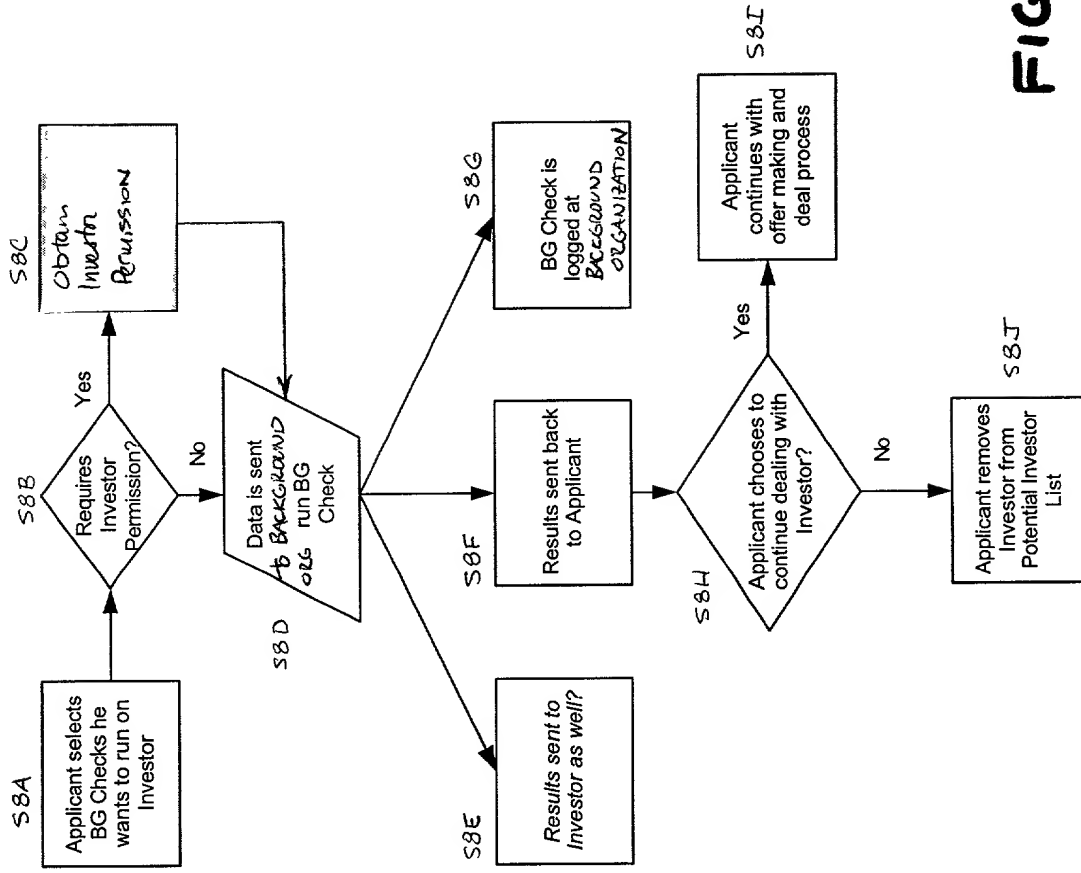 S8A
Applicant selects
BG Checks he
wants to run on
Investor
S8B
Requires
Investor
Permission?
Yes
No
S8C
Obtain
Investor
Permission
S8D
Data is sent
to BACKGROUND
ORG run BG
Check
S8E
Results sent to
Investor as well?
S8F
Results sent back
to Applicant
S8G
BG Check is
logged at
BACKGROUND
ORGANIZATION
S8H
Applicant chooses to
continue dealing with
Investor?
Yes
No
S8I
Applicant
continues with
offer making and
deal process
S8J
Applicant removes
Investor from
Potential Investor
List
FIG